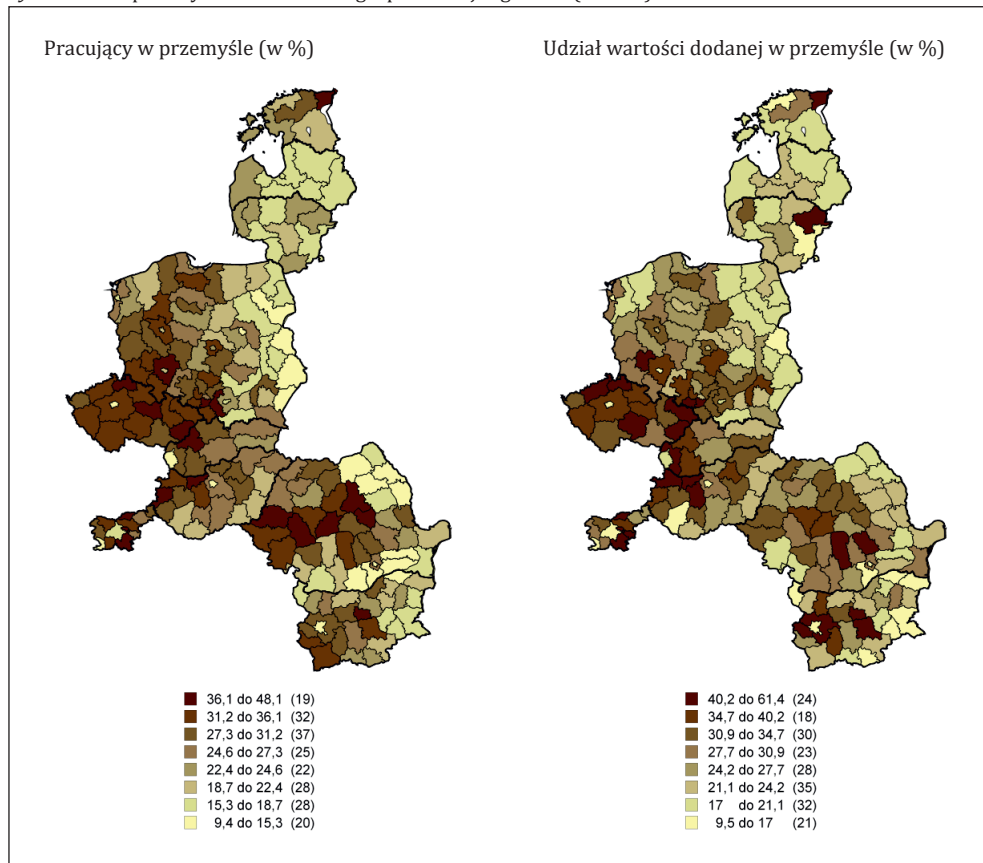 Pracujący w przemyśle (w %)
Udział wartości dodanej w przemyśle (w %)
36,1 do 48,1 (19)
31,2 do 36,1 (32)
27,3 do 31,2 (37)
24,6 do 27,3 (25)
22,4 do 24,6 (22)
18,7 do 22,4 (28)
15,3 do 18,7 (28)
9,4 do 15,3 (20)
40,2 do 61,4 (24)
34,7 do 40,2 (18)
30,9 do 34,7 (30)
27,7 do 30,9 (23)
24,2 do 27,7 (28)
21,1 do 24,2 (35)
17 do 21,1 (32)
9,5 do 17 (21)